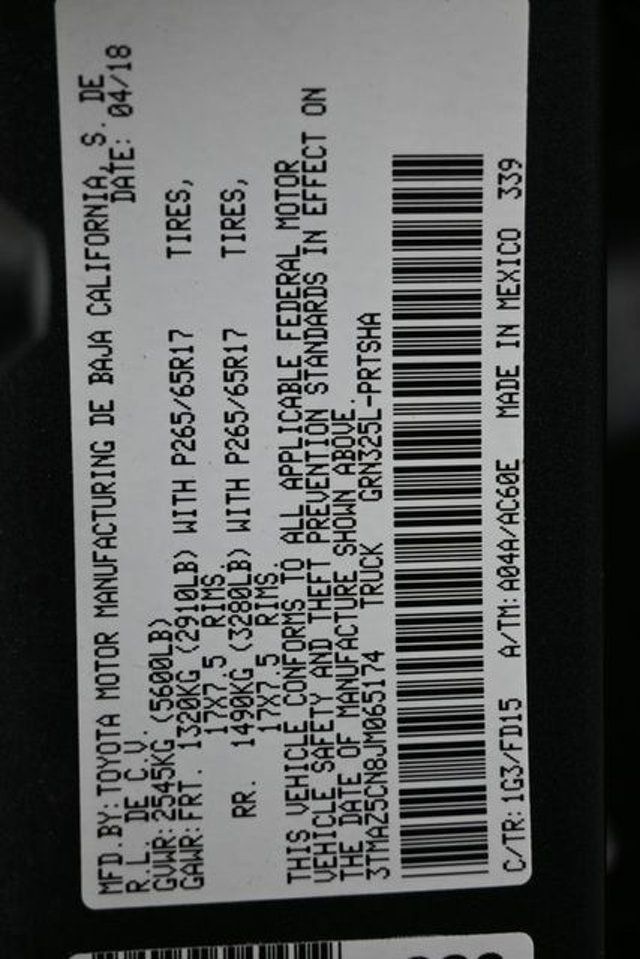 MFD.BY:TOYOTA MOTOR MANUFACTURING DE BAJA CALIFORNIA, S. DE
R.L. DE C.V. DATE: 04/18
GVWR:2545KG (5600LB)
GAWR:FRT. 1320KG (2910LB) WITH P265/65R17 TIRES,
17X7.5 RIMS.
RR. 1490KG (3280LB) WITH P265/65R17 TIRES,
17X7.5 RIMS.
THIS VEHICLE CONFORMS TO ALL APPLICABLE FEDERAL MOTOR
VEHICLE SAFETY AND THEFT PREVENTION STANDARDS IN EFFECT ON
THE DATE OF MANUFACTURE SHOWN ABOVE.
3TMAZ5CN8JM065174 TRUCK GRN325L-PRTSHA
C/TR: 1G3/FD15 A/TM: A04A/AC60E MADE IN MEXICO 339